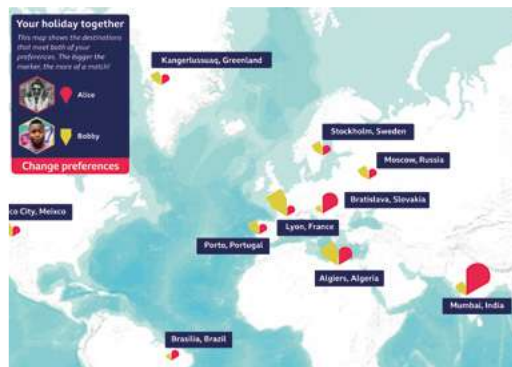 Your holiday together
This map shows the destinations
that meet both of your
preferences. The bigger the
marker, the more of a match!
Alice
Bobby
Change preferences
Kangerlussuaq, Greenland
Stockholm, Sweden
Moscow, Russia
Bratislava, Slovakia
co City, Meixco
Lyon, France
Porto, Portugal
Algiers, Algeria
Mumbai, India
Brasilia, Brazil